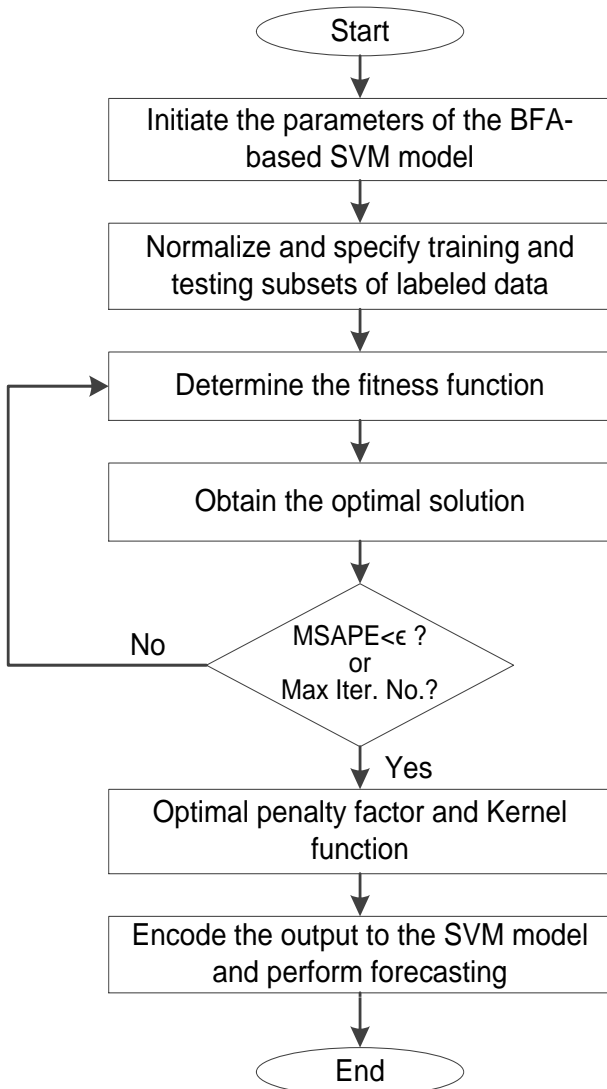 Start
Initiate the parameters of the BFA-
based SVM model
Normalize and specify training and
testing subsets of labeled data
Determine the fitness function
Obtain the optimal solution
MSAPE<ϵ ?
or
Max Iter. No.?
No
Yes
Optimal penalty factor and Kernel
function
Encode the output to the SVM model
and perform forecasting
End